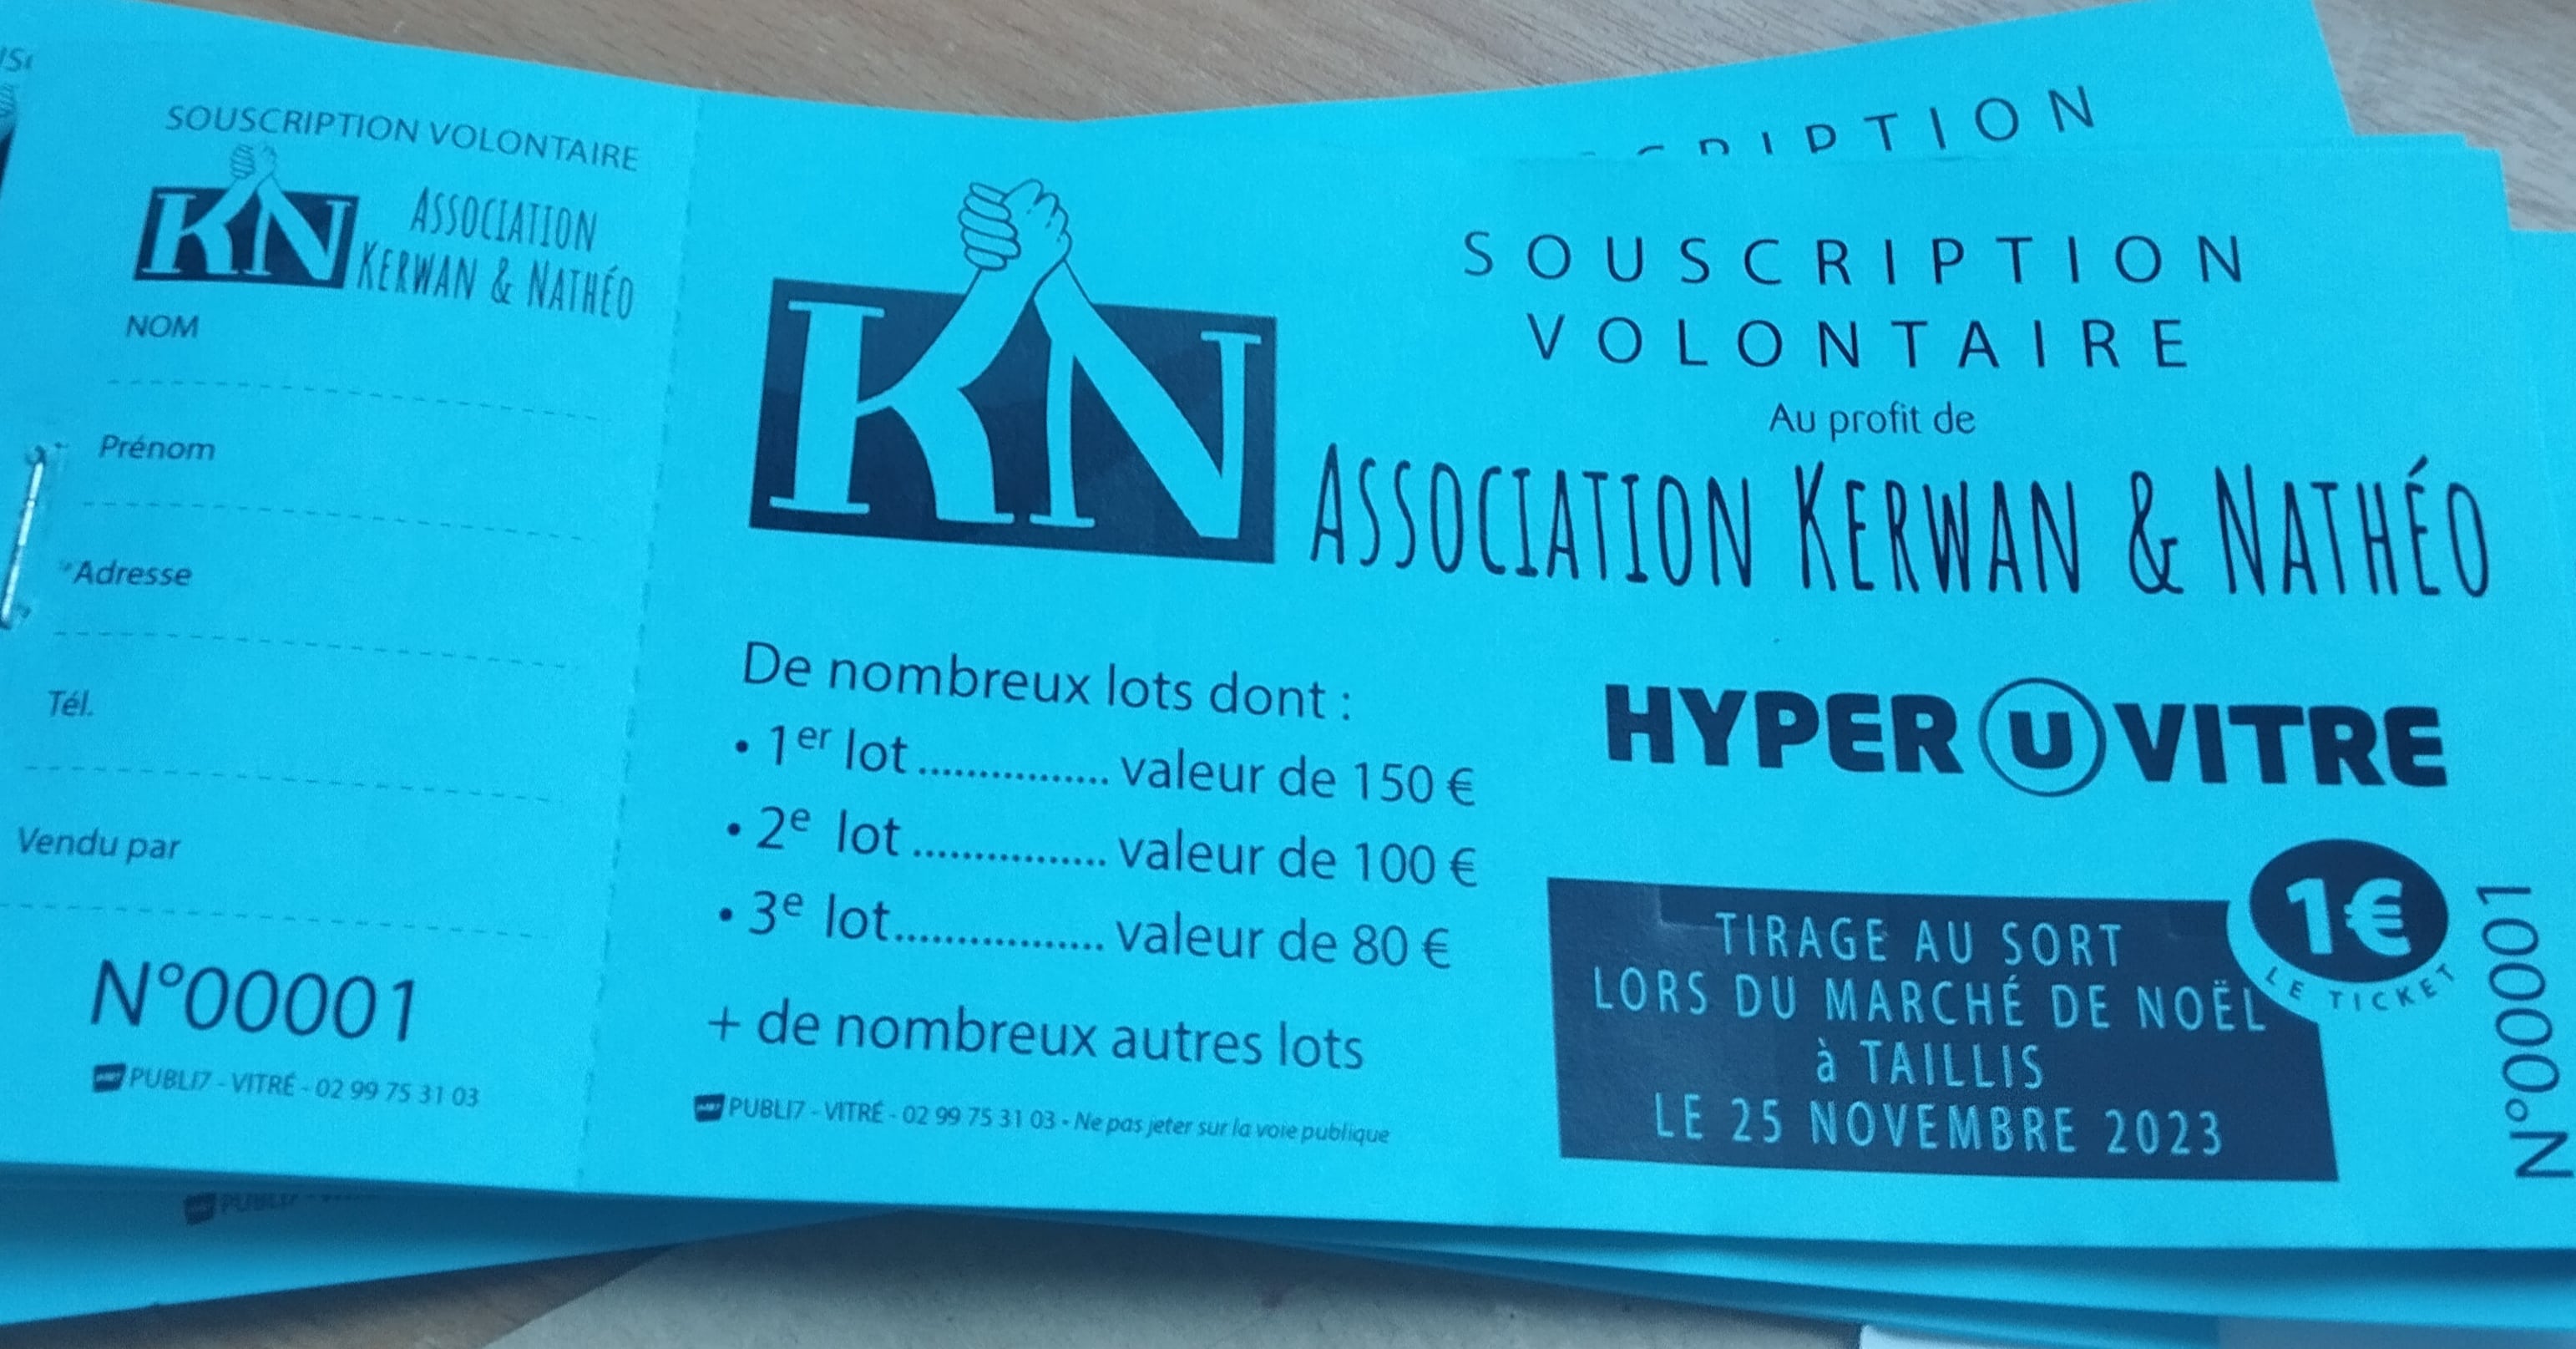 SOUSCRIPTION VOLONTAIRE
KN
ASSOCIATION
KERWAN & NATHÉO
NOM
Prénom
Adresse
Tél.
Vendu par
N°00001
PUBLI7 - VITRÉ - 02 99 75 31 03
KN
SOUSCRIPTION
VOLONTAIRE
Au profit de
ASSOCIATION KERWAN & NATHÉO
De nombreux lots dont :
• 1er lot ................ valeur de 150 €
• 2e lot ................ valeur de 100 €
• 3e lot................. valeur de 80 €
+ de nombreux autres lots
PUBLI7 - VITRÉ - 02 99 75 31 03 - Ne pas jeter sur la voie publique
HYPER U VITRE
TIRAGE AU SORT
LORS DU MARCHÉ DE NOËL
à TAILLIS
LE 25 NOVEMBRE 2023
1€
LE TICKET
N°00001
PUBLI7